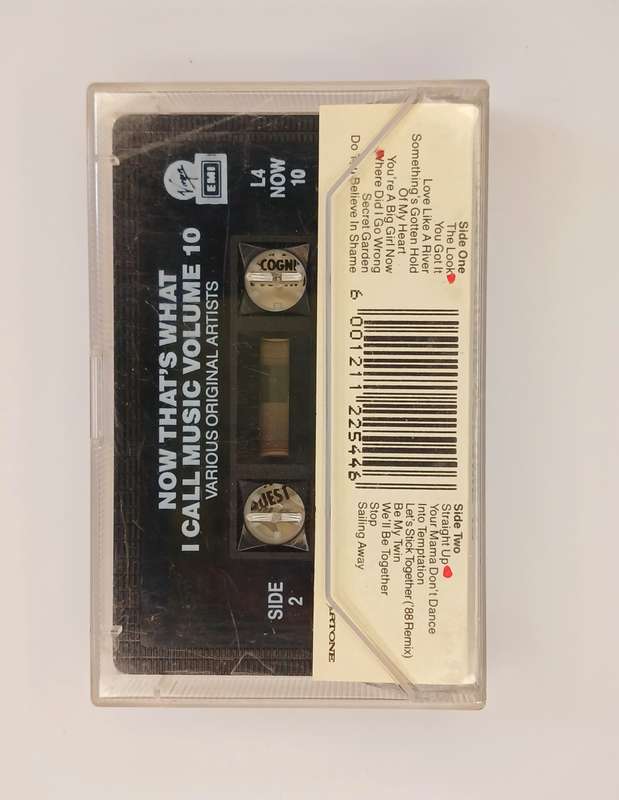 Virgin
EMI
L4
NOW
10
NOW THAT'S WHAT
I CALL MUSIC VOLUME 10
VARIOUS ORIGINAL ARTISTS
SIDE
2
Side One
The Look
You Got It
Love Like A River
Something's Gotten Hold
Of My Heart
You're A Big Girl Now
Where Did I Go Wrong
Secret Garden
Do You Believe In Shame
6 001211 225446
Side Two
Straight Up
Your Mama Don't Dance
Into Temptation
Let's Stick Together ('88 Remix)
Be My Twin
We'll Be Together
Stop
Sailing Away